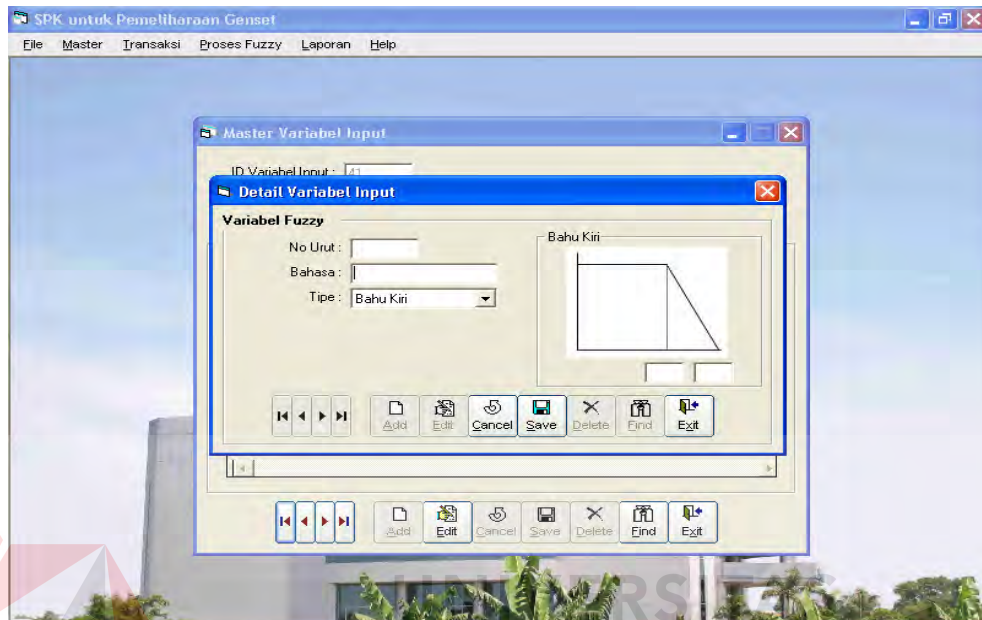 SPK untuk Pemeliharaan Genset
File Master Transaksi Proses Fuzzy Laporan Help
Master Variabel Input
ID Variabel Input : 41
Detail Variabel Input
Variabel Fuzzy
No Urut :
Bahasa :
Tipe : Bahu Kiri
Bahu Kiri
Add Edit Cancel Save Delete Find Exit
Add Edit Cancel Save Delete Find Exit
UNIVERSITAS